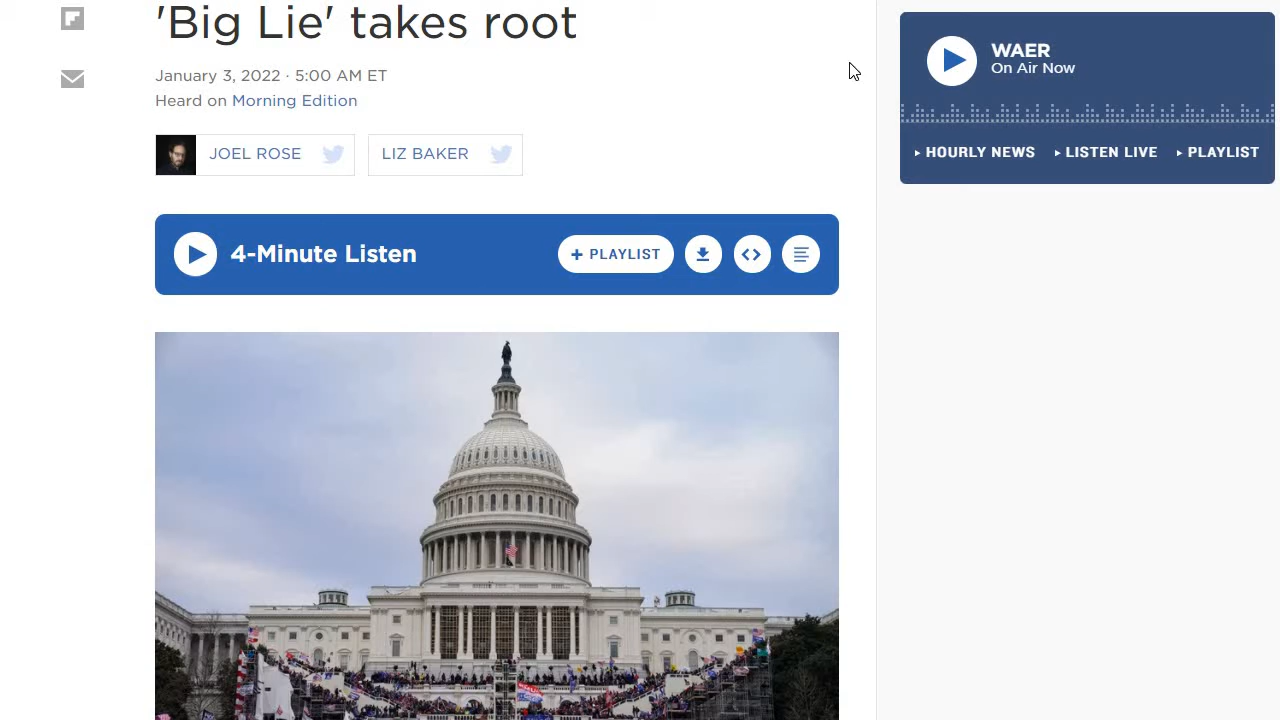 'Big Lie' takes root
January 3, 2022 · 5:00 AM ET
Heard on Morning Edition
JOEL ROSE
LIZ BAKER
4-Minute Listen
+ PLAYLIST
WAER
On Air Now
HOURLY NEWS
LISTEN LIVE
PLAYLIST